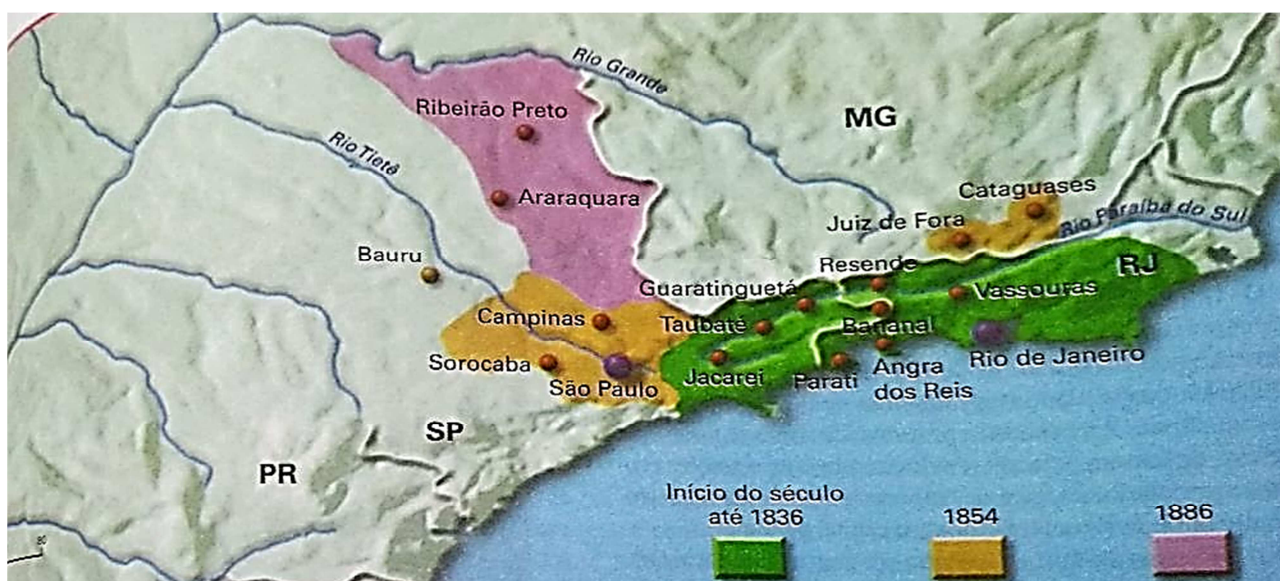 Rio Grande
MG
Ribeirão Preto
Rio Tietê
Cataguases
Araraquara
Juiz de Fora
Rio Paraíba do Sul
Bauru
Resende
RJ
Guaratinguetá
Vassouras
Campinas
Taubaté
Bananal
Sorocaba
São Paulo
Jacareí
Parati
Angra
dos Reis
Rio de Janeiro
SP
PR
Início do século
até 1836
1854
1886